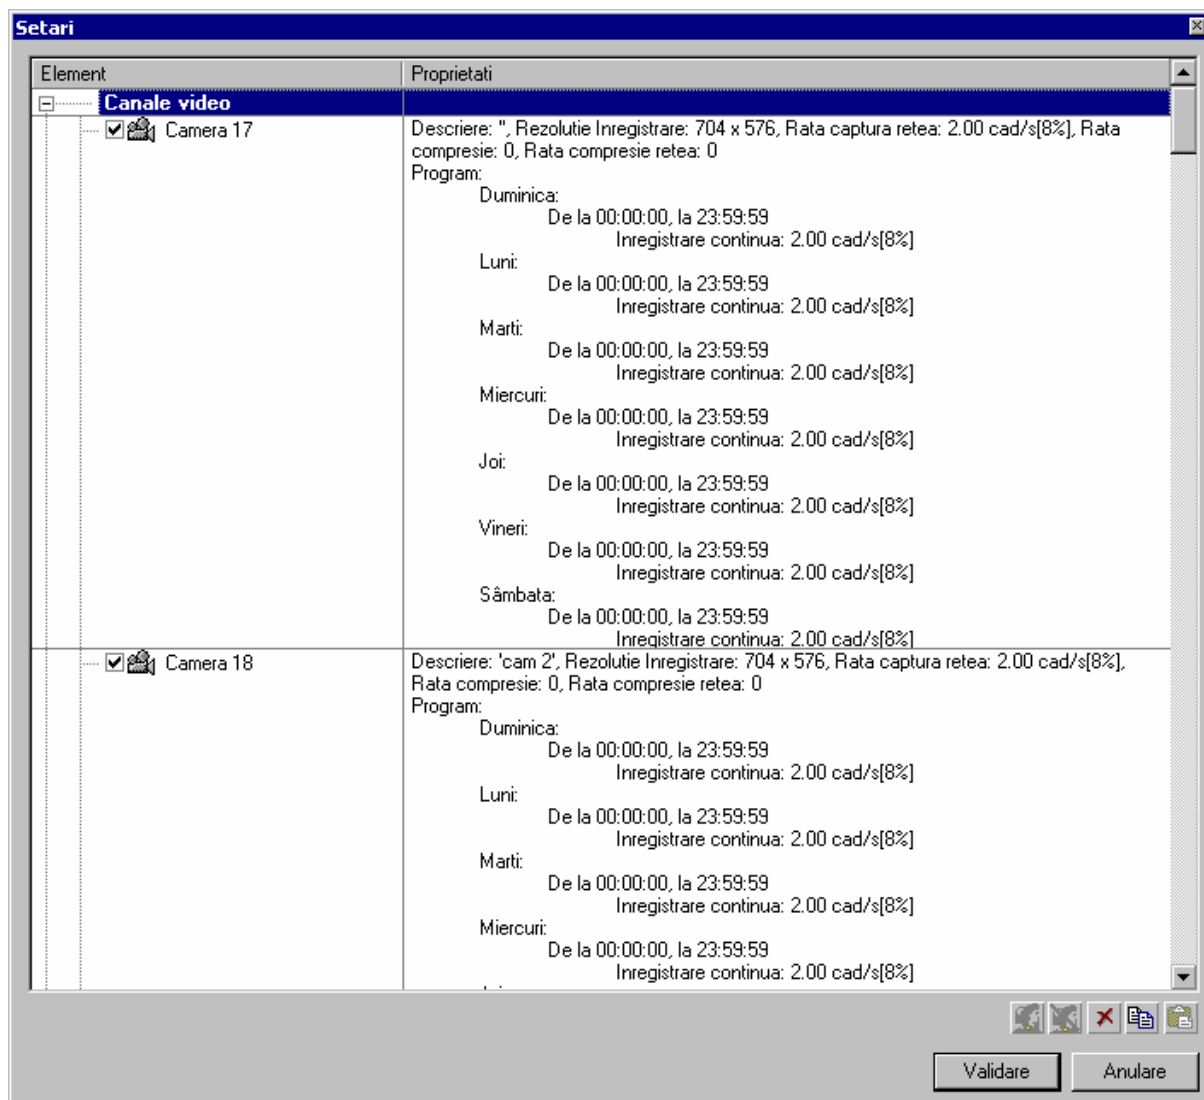 Setari
Element Proprietati
Canale video
Camera 17 Descriere: '', Rezolutie Inregistrare: 704 x 576, Rata captura retea: 2.00 cad/s[8%], Rata
compresie: 0, Rata compresie retea: 0
Program:
Duminica:
De la 00:00:00, la 23:59:59
Inregistrare continua: 2.00 cad/s[8%]
Luni:
De la 00:00:00, la 23:59:59
Inregistrare continua: 2.00 cad/s[8%]
Marti:
De la 00:00:00, la 23:59:59
Inregistrare continua: 2.00 cad/s[8%]
Miercuri:
De la 00:00:00, la 23:59:59
Inregistrare continua: 2.00 cad/s[8%]
Joi:
De la 00:00:00, la 23:59:59
Inregistrare continua: 2.00 cad/s[8%]
Vineri:
De la 00:00:00, la 23:59:59
Inregistrare continua: 2.00 cad/s[8%]
Sâmbata:
De la 00:00:00, la 23:59:59
Inregistrare continua: 2.00 cad/s[8%]
Camera 18 Descriere: 'cam 2', Rezolutie Inregistrare: 704 x 576, Rata captura retea: 2.00 cad/s[8%],
Rata compresie: 0, Rata compresie retea: 0
Program:
Duminica:
De la 00:00:00, la 23:59:59
Inregistrare continua: 2.00 cad/s[8%]
Luni:
De la 00:00:00, la 23:59:59
Inregistrare continua: 2.00 cad/s[8%]
Marti:
De la 00:00:00, la 23:59:59
Inregistrare continua: 2.00 cad/s[8%]
Miercuri:
De la 00:00:00, la 23:59:59
Inregistrare continua: 2.00 cad/s[8%]
Validare Anulare